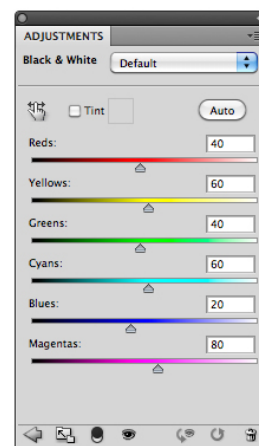 ADJUSTMENTS
Black & White Default
Tint Auto
Reds: 40
Yellows: 60
Greens: 40
Cyans: 60
Blues: 20
Magentas: 80